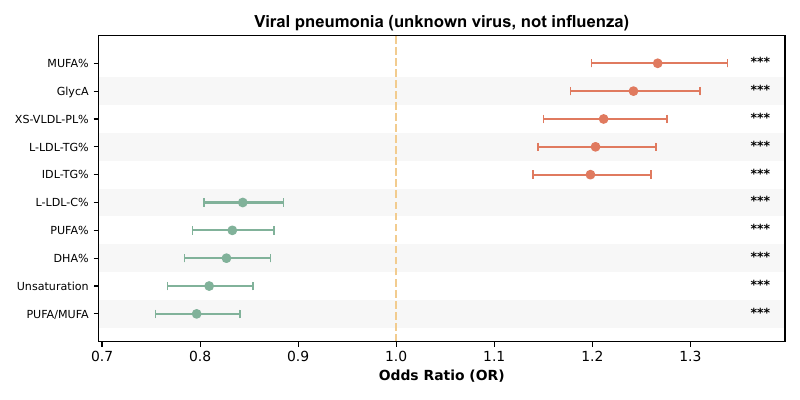 Viral pneumonia (unknown virus, not influenza)
MUFA% ***
GlycA ***
XS-VLDL-PL% ***
L-LDL-TG% ***
IDL-TG% ***
L-LDL-C% ***
PUFA% ***
DHA% ***
Unsaturation ***
PUFA/MUFA ***
0.7 0.8 0.9 1.0 1.1 1.2 1.3
Odds Ratio (OR)